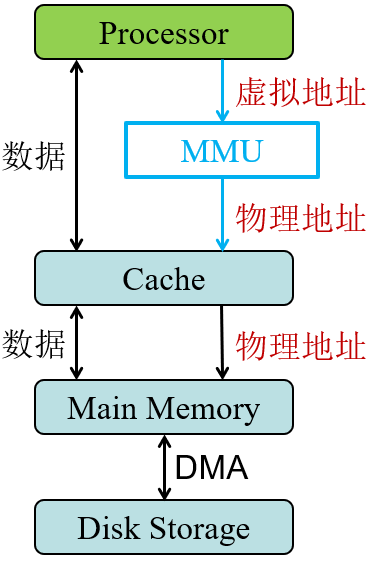 Processor
虚拟地址
数据
MMU
物理地址
Cache
数据
物理地址
Main Memory
DMA
Disk Storage